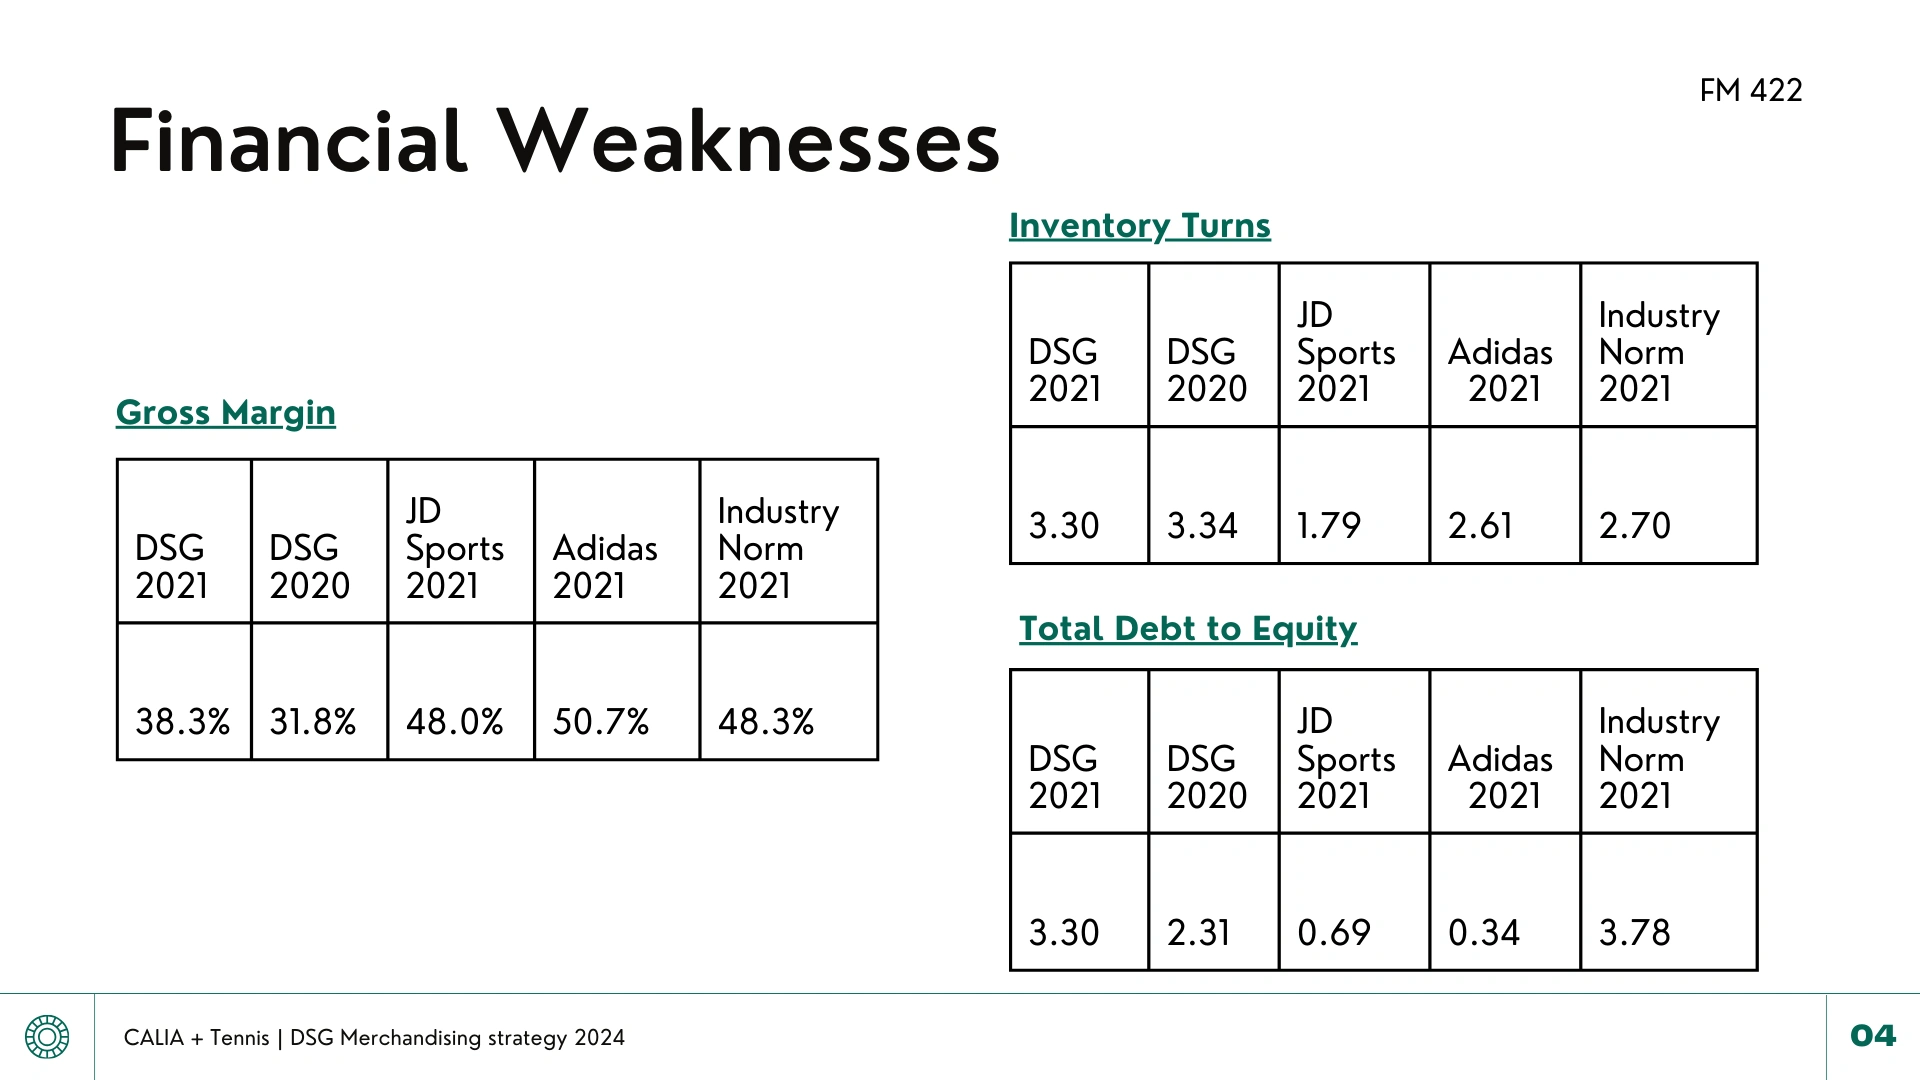 FM 422
Financial Weaknesses
Gross Margin
DSG 2021 | DSG 2020 | JD Sports 2021 | Adidas 2021 | Industry Norm 2021
38.3% | 31.8% | 48.0% | 50.7% | 48.3%
Inventory Turns
DSG 2021 | DSG 2020 | JD Sports 2021 | Adidas 2021 | Industry Norm 2021
3.30 | 3.34 | 1.79 | 2.61 | 2.70
Total Debt to Equity
DSG 2021 | DSG 2020 | JD Sports 2021 | Adidas 2021 | Industry Norm 2021
3.30 | 2.31 | 0.69 | 0.34 | 3.78
CALIA + Tennis | DSG Merchandising strategy 2024
04